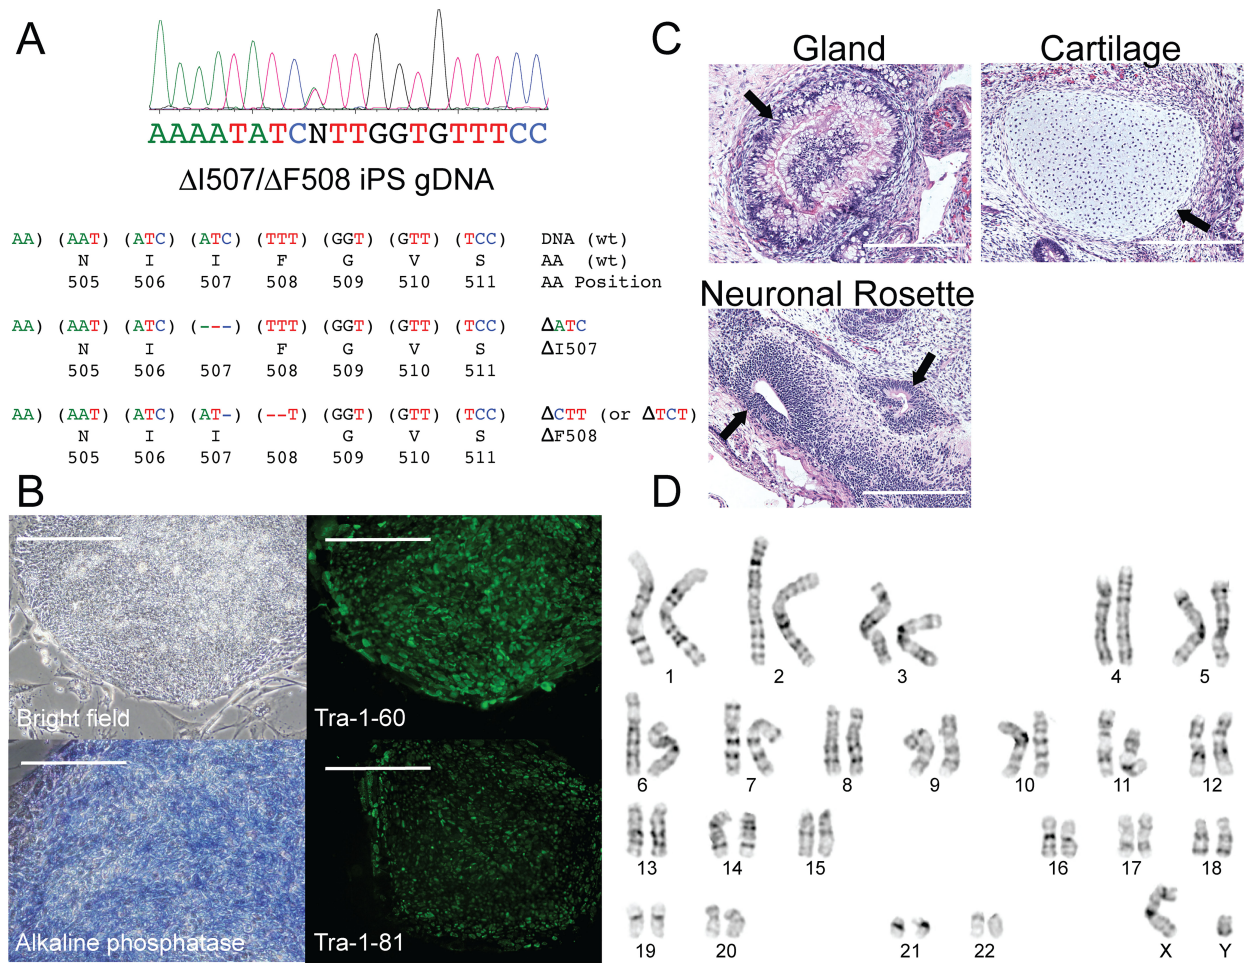 A
AAAATATCNTTGGTGTTTCC
ΔI507/ΔF508 iPS gDNA
AA) (AAT) (ATC) (ATC) (TTT) (GGT) (GTT) (TCC) DNA (wt)
N I I F G V S AA (wt)
505 506 507 508 509 510 511 AA Position
AA) (AAT) (ATC) (---) (TTT) (GGT) (GTT) (TCC) ΔATC
N I F G V S ΔI507
505 506 507 508 509 510 511
AA) (AAT) (ATC) (AT-) (--T) (GGT) (GTT) (TCC) ΔCTT (or ΔTCT)
N I I G V S ΔF508
505 506 507 508 509 510 511
B
Bright field
Tra-1-60
Alkaline phosphatase
Tra-1-81
C
Gland
Cartilage
Neuronal Rosette
D
1 2 3 4 5
6 7 8 9 10 11 12
13 14 15 16 17 18
19 20 21 22 X Y